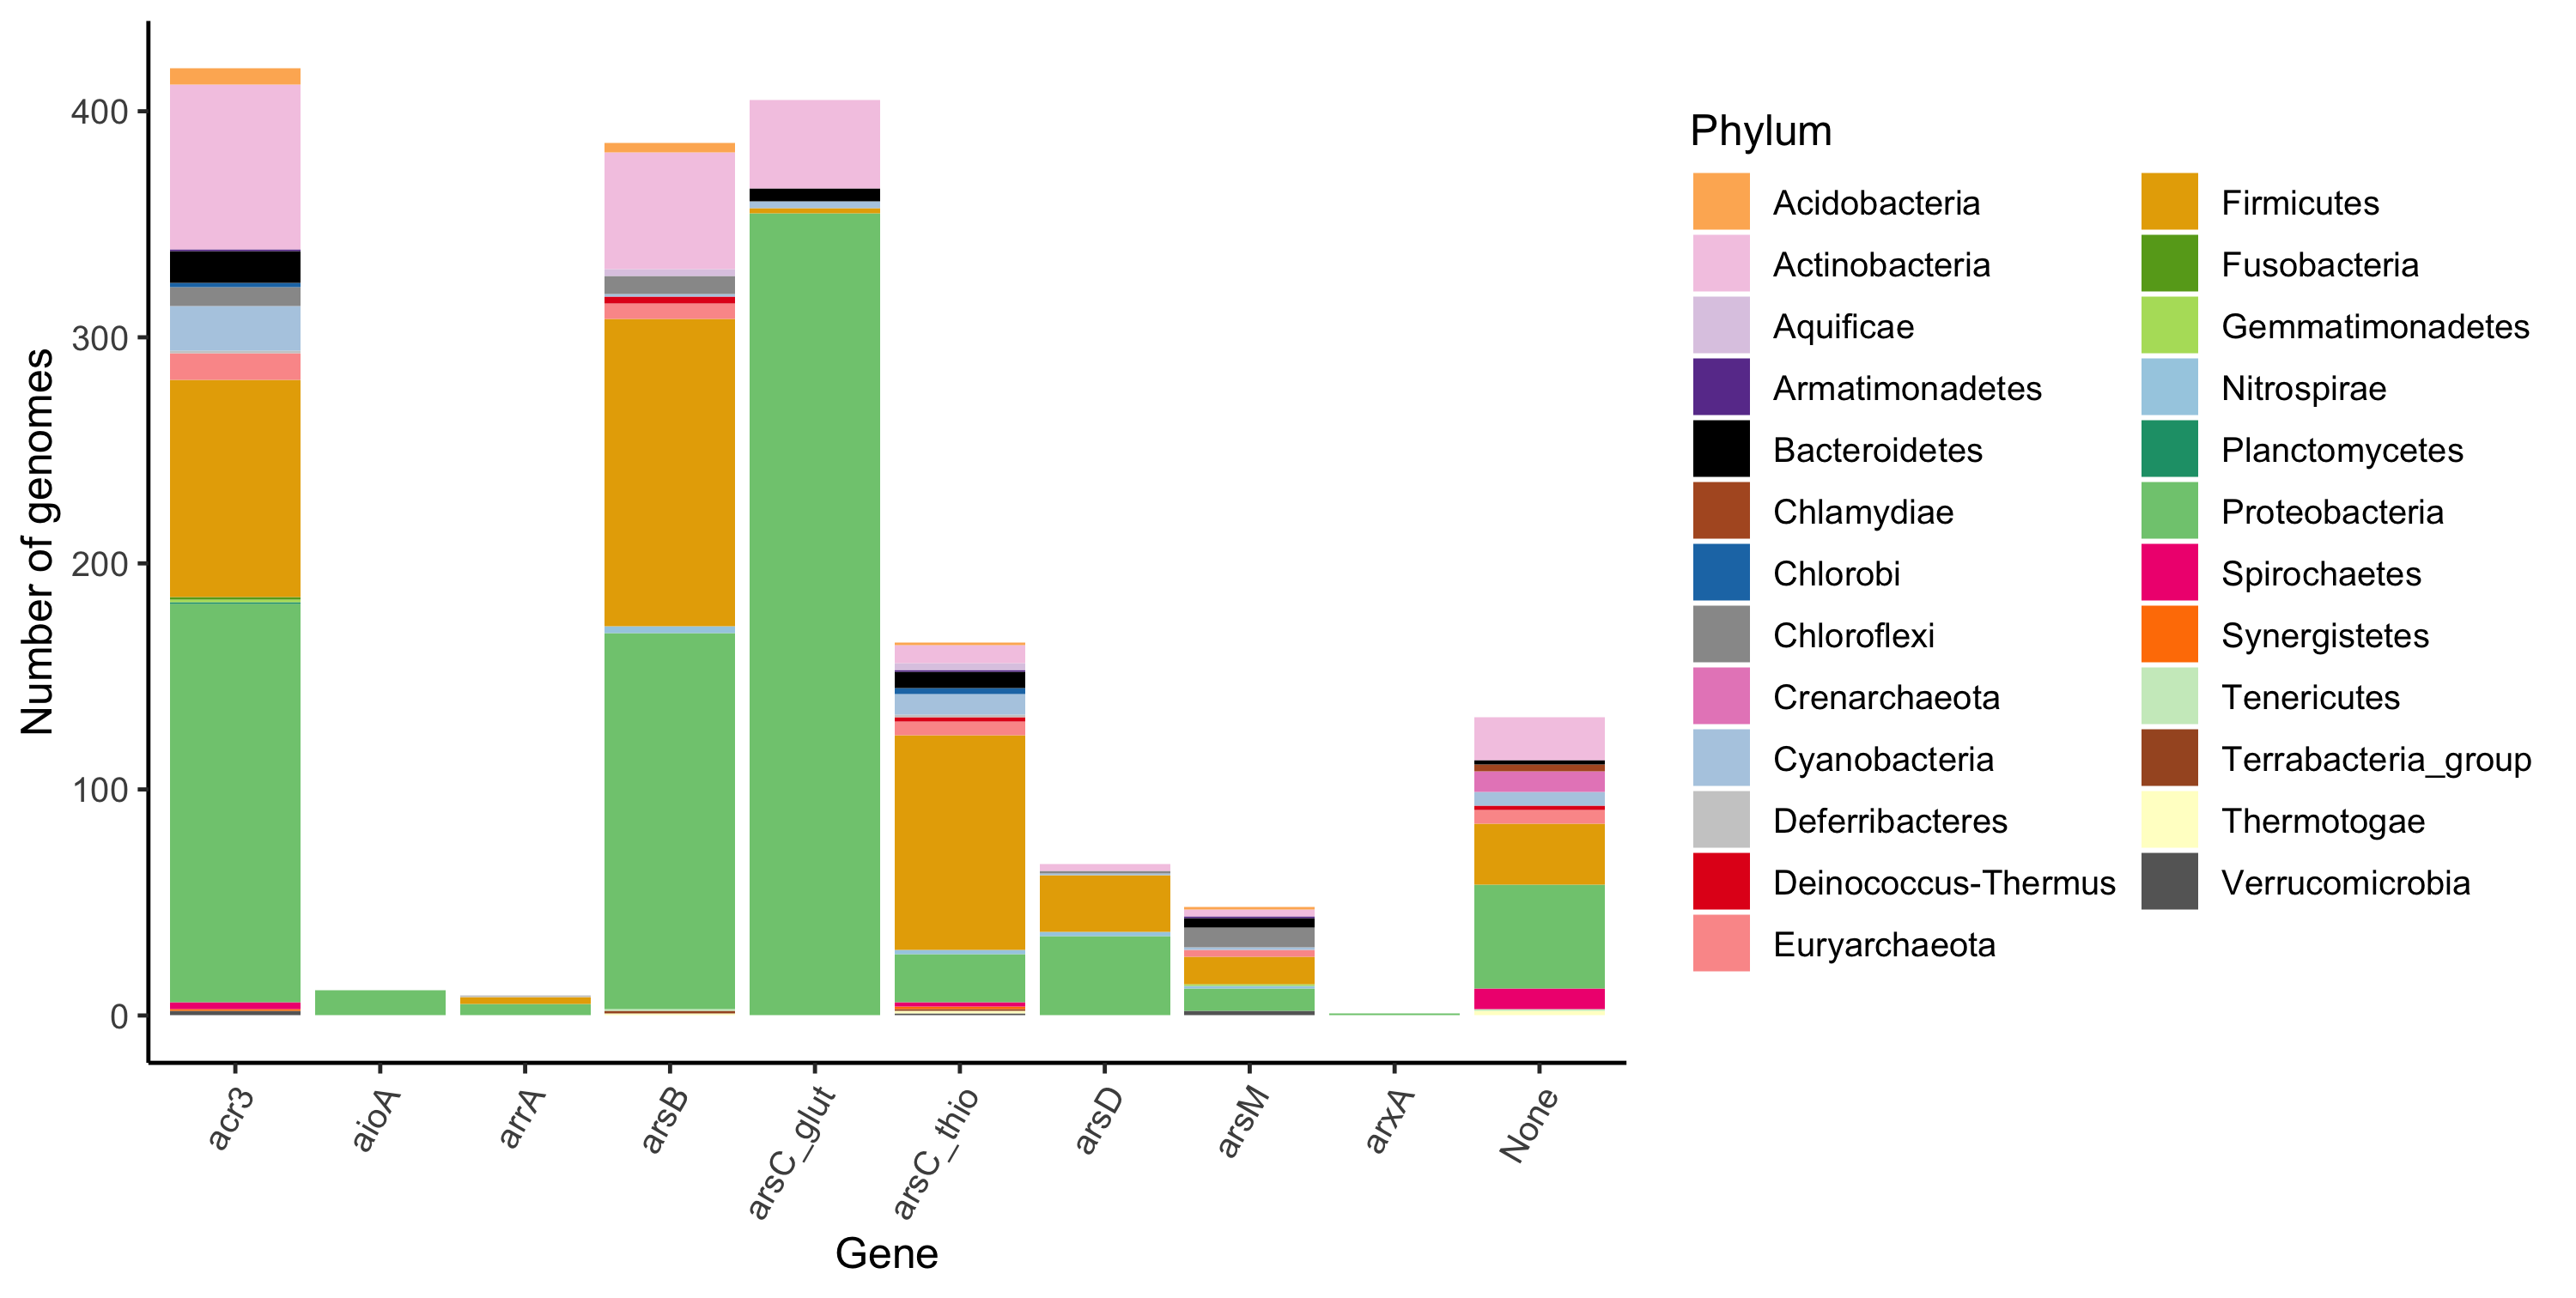 Number of genomes
400
300
200
100
0
acr3
aioA
arrA
arsB
arsC_glut
arsC_thio
arsD
arsM
arxA
None
Gene
Phylum
Acidobacteria
Actinobacteria
Aquificae
Armatimonadetes
Bacteroidetes
Chlamydiae
Chlorobi
Chloroflexi
Crenarchaeota
Cyanobacteria
Deferribacteres
Deinococcus-Thermus
Euryarchaeota
Firmicutes
Fusobacteria
Gemmatimonadetes
Nitrospirae
Planctomycetes
Proteobacteria
Spirochaetes
Synergistetes
Tenericutes
Terrabacteria_group
Thermotogae
Verrucomicrobia